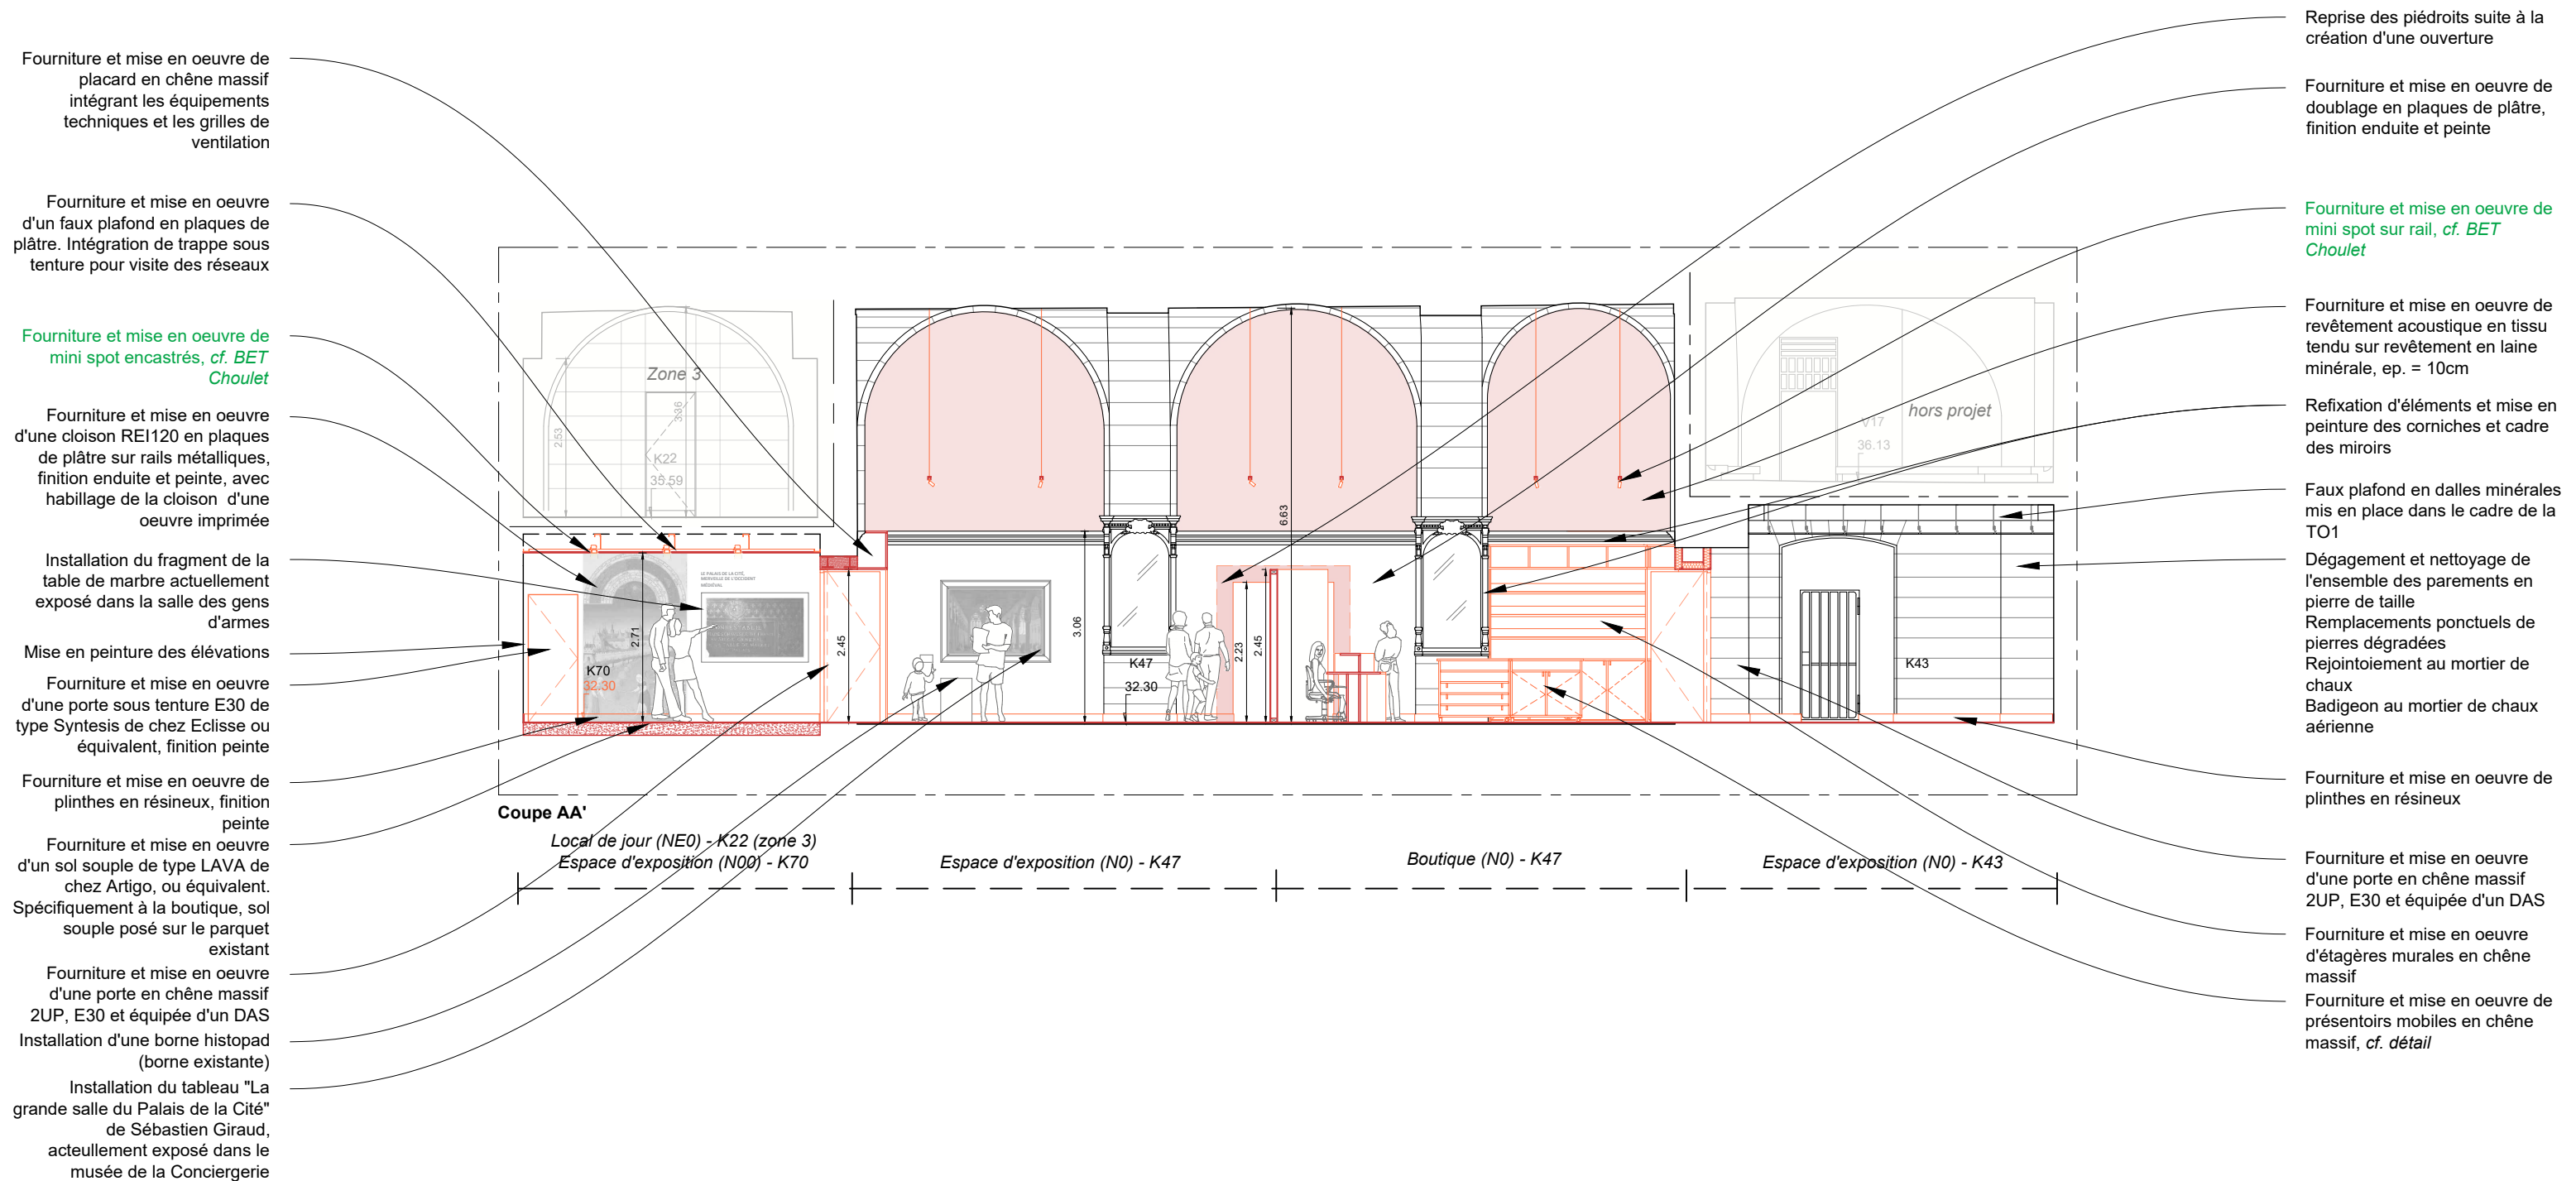 Fourniture et mise en oeuvre de
placard en chêne massif
intégrant les équipements
techniques et les grilles de
ventilation
Fourniture et mise en oeuvre
d'un faux plafond en plaques de
plâtre. Intégration de trappe sous
tenture pour visite des réseaux
Fourniture et mise en oeuvre de
mini spot encastrés, cf. BET
Choulet
Fourniture et mise en oeuvre
d'une cloison REI120 en plaques
de plâtre sur rails métalliques,
finition enduite et peinte, avec
habillage de la cloison d'une
oeuvre imprimée
Installation du fragment de la
table de marbre actuellement
exposé dans la salle des gens
d'armes
Mise en peinture des élévations
Fourniture et mise en oeuvre
d'une porte sous tenture E30 de
type Syntesis de chez Eclisse ou
équivalent, finition peinte
Fourniture et mise en oeuvre de
plinthes en résineux, finition
peinte
Fourniture et mise en oeuvre
d'un sol souple de type LAVA de
chez Artigo, ou équivalent.
Spécifiquement à la boutique, sol
souple posé sur le parquet
existant
Fourniture et mise en oeuvre
d'une porte en chêne massif
2UP, E30 et équipée d'un DAS
Installation d'une borne histopad
(borne existante)
Installation du tableau "La
grande salle du Palais de la Cité"
de Sébastien Giraud,
acteullement exposé dans le
musée de la Conciergerie
Zone 3
2.53
3.36
K22
35.59
LE PALAIS DE LA CITÉ,
MERVEILLE DE L'OCCIDENT
MÉDIÉVAL
2.71
K70
32.30
2.45
3.06
K47
32.30
6.63
2.23
2.45
hors projet
V17
36.13
K43
Coupe AA'
Local de jour (NE0) - K22 (zone 3)
Espace d'exposition (N00) - K70
Espace d'exposition (N0) - K47
Boutique (N0) - K47
Espace d'exposition (N0) - K43
Reprise des piédroits suite à la
création d'une ouverture
Fourniture et mise en oeuvre de
doublage en plaques de plâtre,
finition enduite et peinte
Fourniture et mise en oeuvre de
mini spot sur rail, cf. BET
Choulet
Fourniture et mise en oeuvre de
revêtement acoustique en tissu
tendu sur revêtement en laine
minérale, ep. = 10cm
Refixation d'éléments et mise en
peinture des corniches et cadre
des miroirs
Faux plafond en dalles minérales
mis en place dans le cadre de la
TO1
Dégagement et nettoyage de
l'ensemble des parements en
pierre de taille
Remplacements ponctuels de
pierres dégradées
Rejointoiement au mortier de
chaux
Badigeon au mortier de chaux
aérienne
Fourniture et mise en oeuvre de
plinthes en résineux
Fourniture et mise en oeuvre
d'une porte en chêne massif
2UP, E30 et équipée d'un DAS
Fourniture et mise en oeuvre
d'étagères murales en chêne
massif
Fourniture et mise en oeuvre de
présentoirs mobiles en chêne
massif, cf. détail